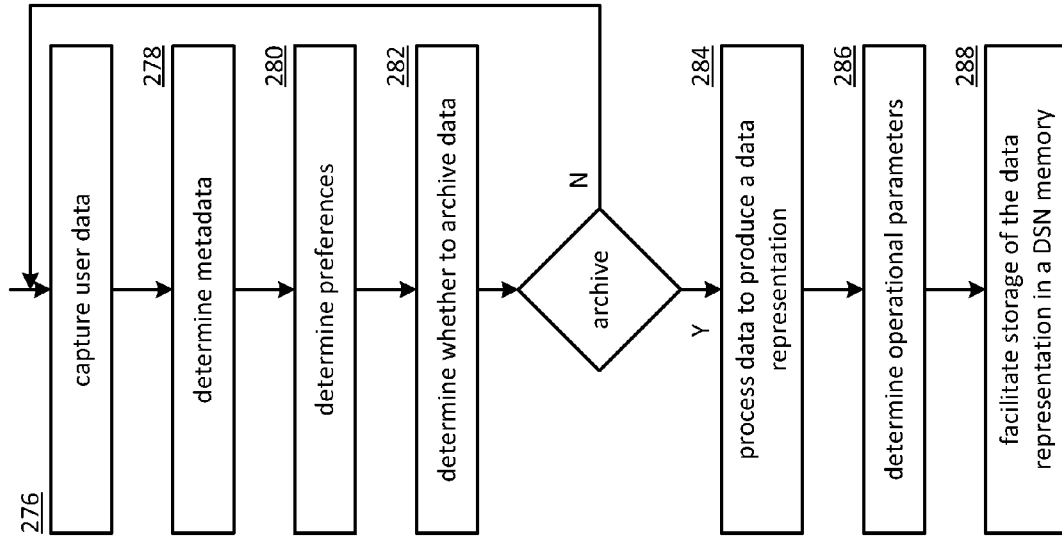 276
capture user data
278
determine metadata
280
determine preferences
282
determine whether to archive data
archive
N
Y
284
process data to produce a data
representation
286
determine operational parameters
288
facilitate storage of the data
representation in a DSN memory